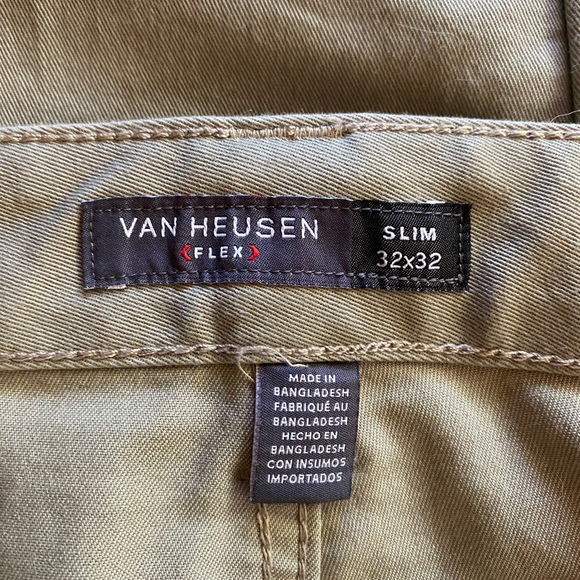 VAN HEUSEN
FLEX
SLIM
32x32
MADE IN
BANGLADESH
FABRIQUÉ AU
BANGLADESH
HECHO EN
BANGLADESH
CON INSUMOS
IMPORTADOS